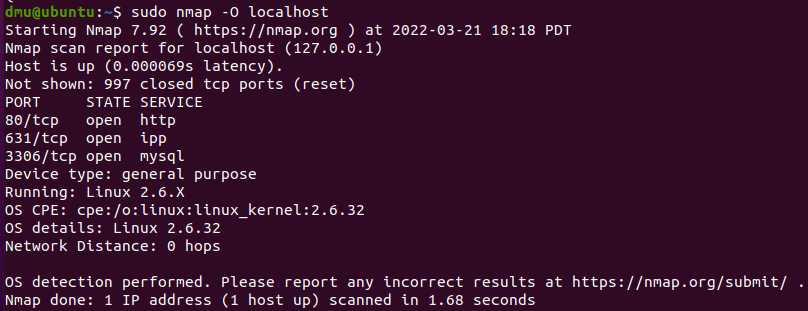 dmu@ubuntu:~$ sudo nmap -O localhost
Starting Nmap 7.92 ( https://nmap.org ) at 2022-03-21 18:18 PDT
Nmap scan report for localhost (127.0.0.1)
Host is up (0.000069s latency).
Not shown: 997 closed tcp ports (reset)
PORT     STATE SERVICE
80/tcp   open  http
631/tcp  open  ipp
3306/tcp open  mysql
Device type: general purpose
Running: Linux 2.6.X
OS CPE: cpe:/o:linux:linux_kernel:2.6.32
OS details: Linux 2.6.32
Network Distance: 0 hops

OS detection performed. Please report any incorrect results at https://nmap.org/submit/ .
Nmap done: 1 IP address (1 host up) scanned in 1.68 seconds